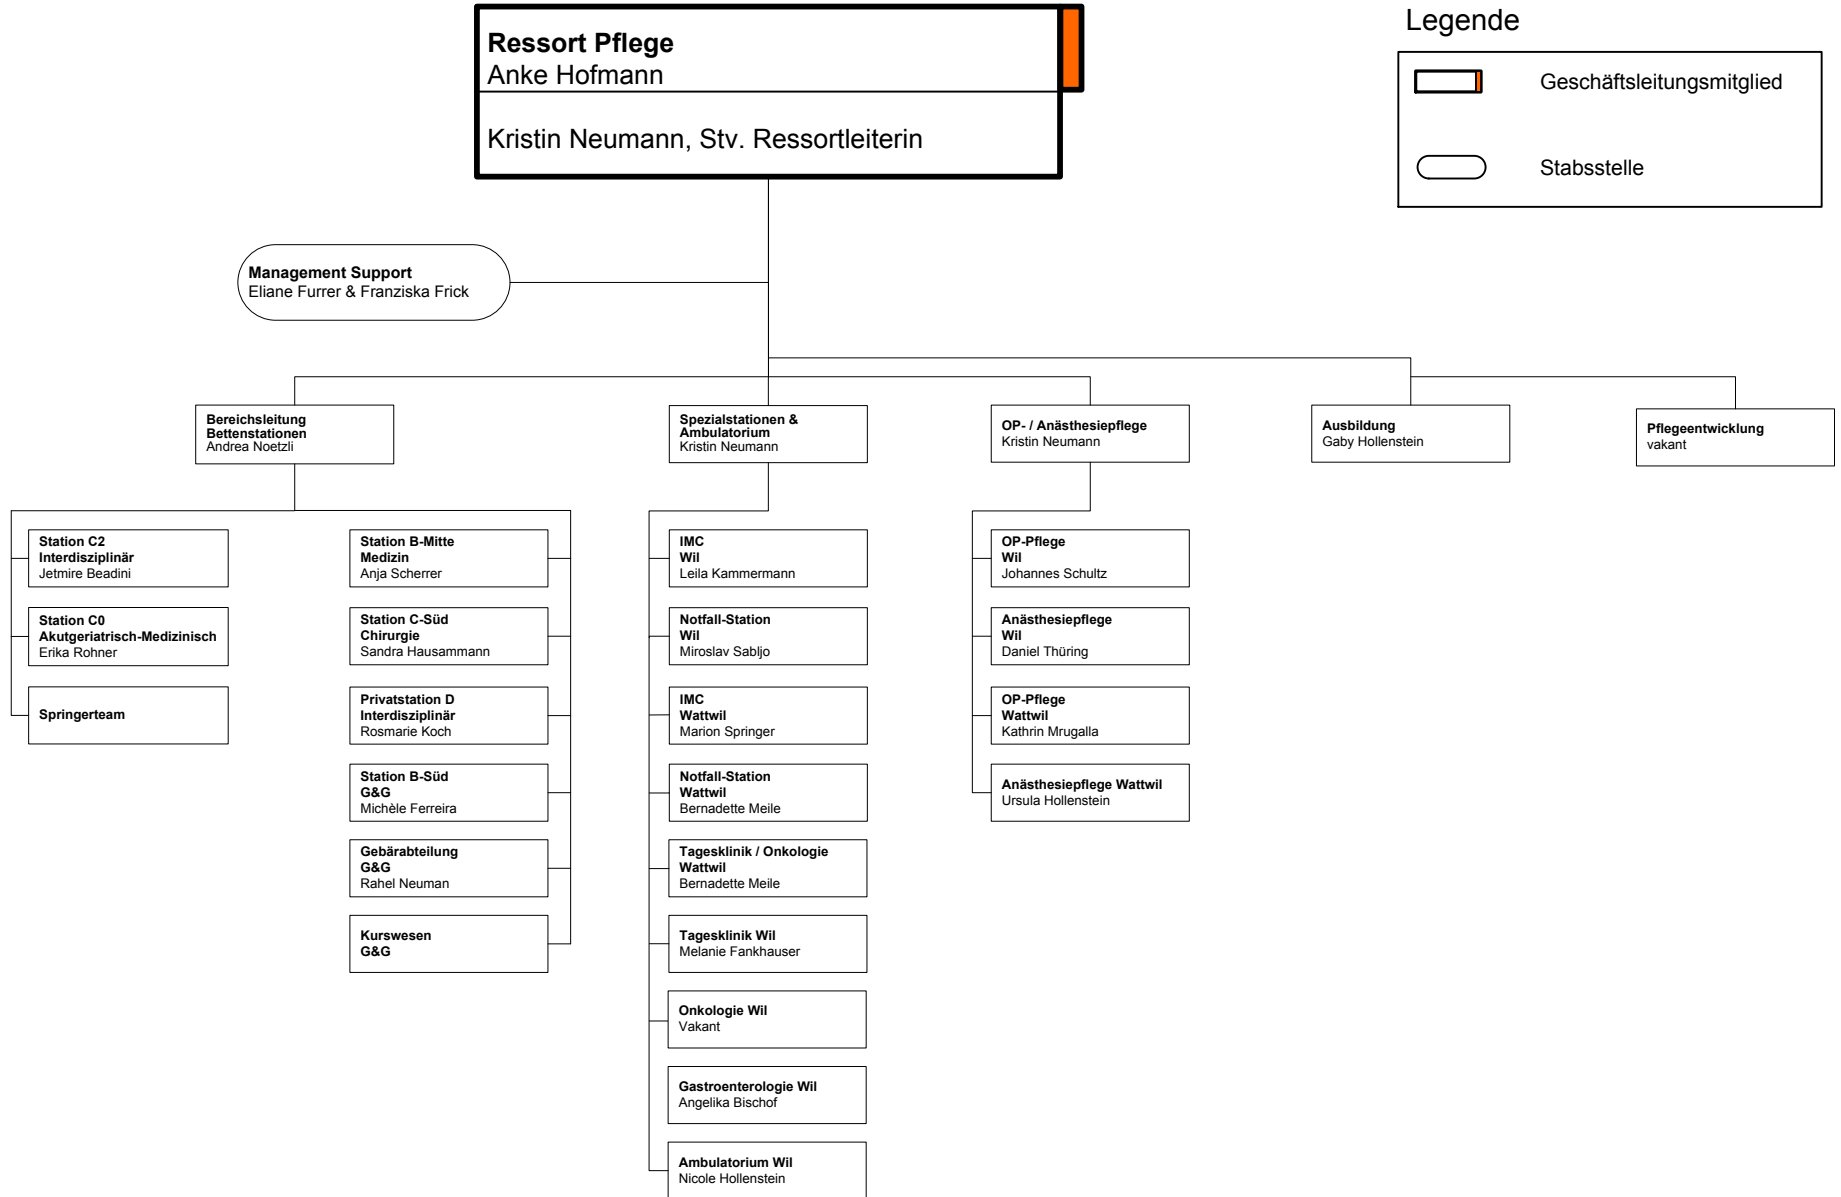 Ressort Pflege
Anke Hofmann
Kristin Neumann, Stv. Ressortleiterin
Legende
Geschäftsleitungsmitglied
Stabsstelle
Management Support
Eliane Furrer & Franziska Frick
Bereichsleitung
Bettenstationen
Andrea Noetzli
Spezialstationen &
Ambulatorium
Kristin Neumann
OP- / Anästhesiepflege
Kristin Neumann
Ausbildung
Gaby Hollenstein
Pflegeentwicklung
vakant
Station C2
Interdisziplinär
Jetmire Beadini
Station C0
Akutgeriatrisch-Medizinisch
Erika Rohner
Springerteam
Station B-Mitte
Medizin
Anja Scherrer
Station C-Süd
Chirurgie
Sandra Hausammann
Privatstation D
Interdisziplinär
Rosmarie Koch
Station B-Süd
G&G
Michèle Ferreira
Gebärabteilung
G&G
Rahel Neuman
Kurswesen
G&G
IMC
Wil
Leila Kammermann
Notfall-Station
Wil
Miroslav Sabljo
IMC
Wattwil
Marion Springer
Notfall-Station
Wattwil
Bernadette Meile
Tagesklinik / Onkologie
Wattwil
Bernadette Meile
Tagesklinik Wil
Melanie Fankhauser
Onkologie Wil
Vakant
Gastroenterologie Wil
Angelika Bischof
Ambulatorium Wil
Nicole Hollenstein
OP-Pflege
Wil
Johannes Schultz
Anästhesiepflege
Wil
Daniel Thüring
OP-Pflege
Wattwil
Kathrin Mrugalla
Anästhesiepflege Wattwil
Ursula Hollenstein